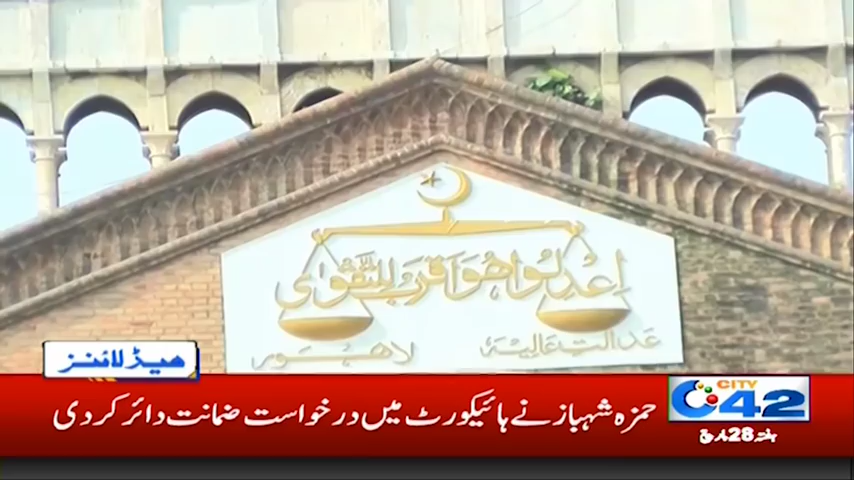 اعدلوا هو اقرب للتقوى
عدالت عالیہ لاہور
ہیڈلائنز
حمزہ شہباز نے ہائیکورٹ میں درخواست ضمانت دائر کردی
CITY
42
ہفتہ 28 مارچ